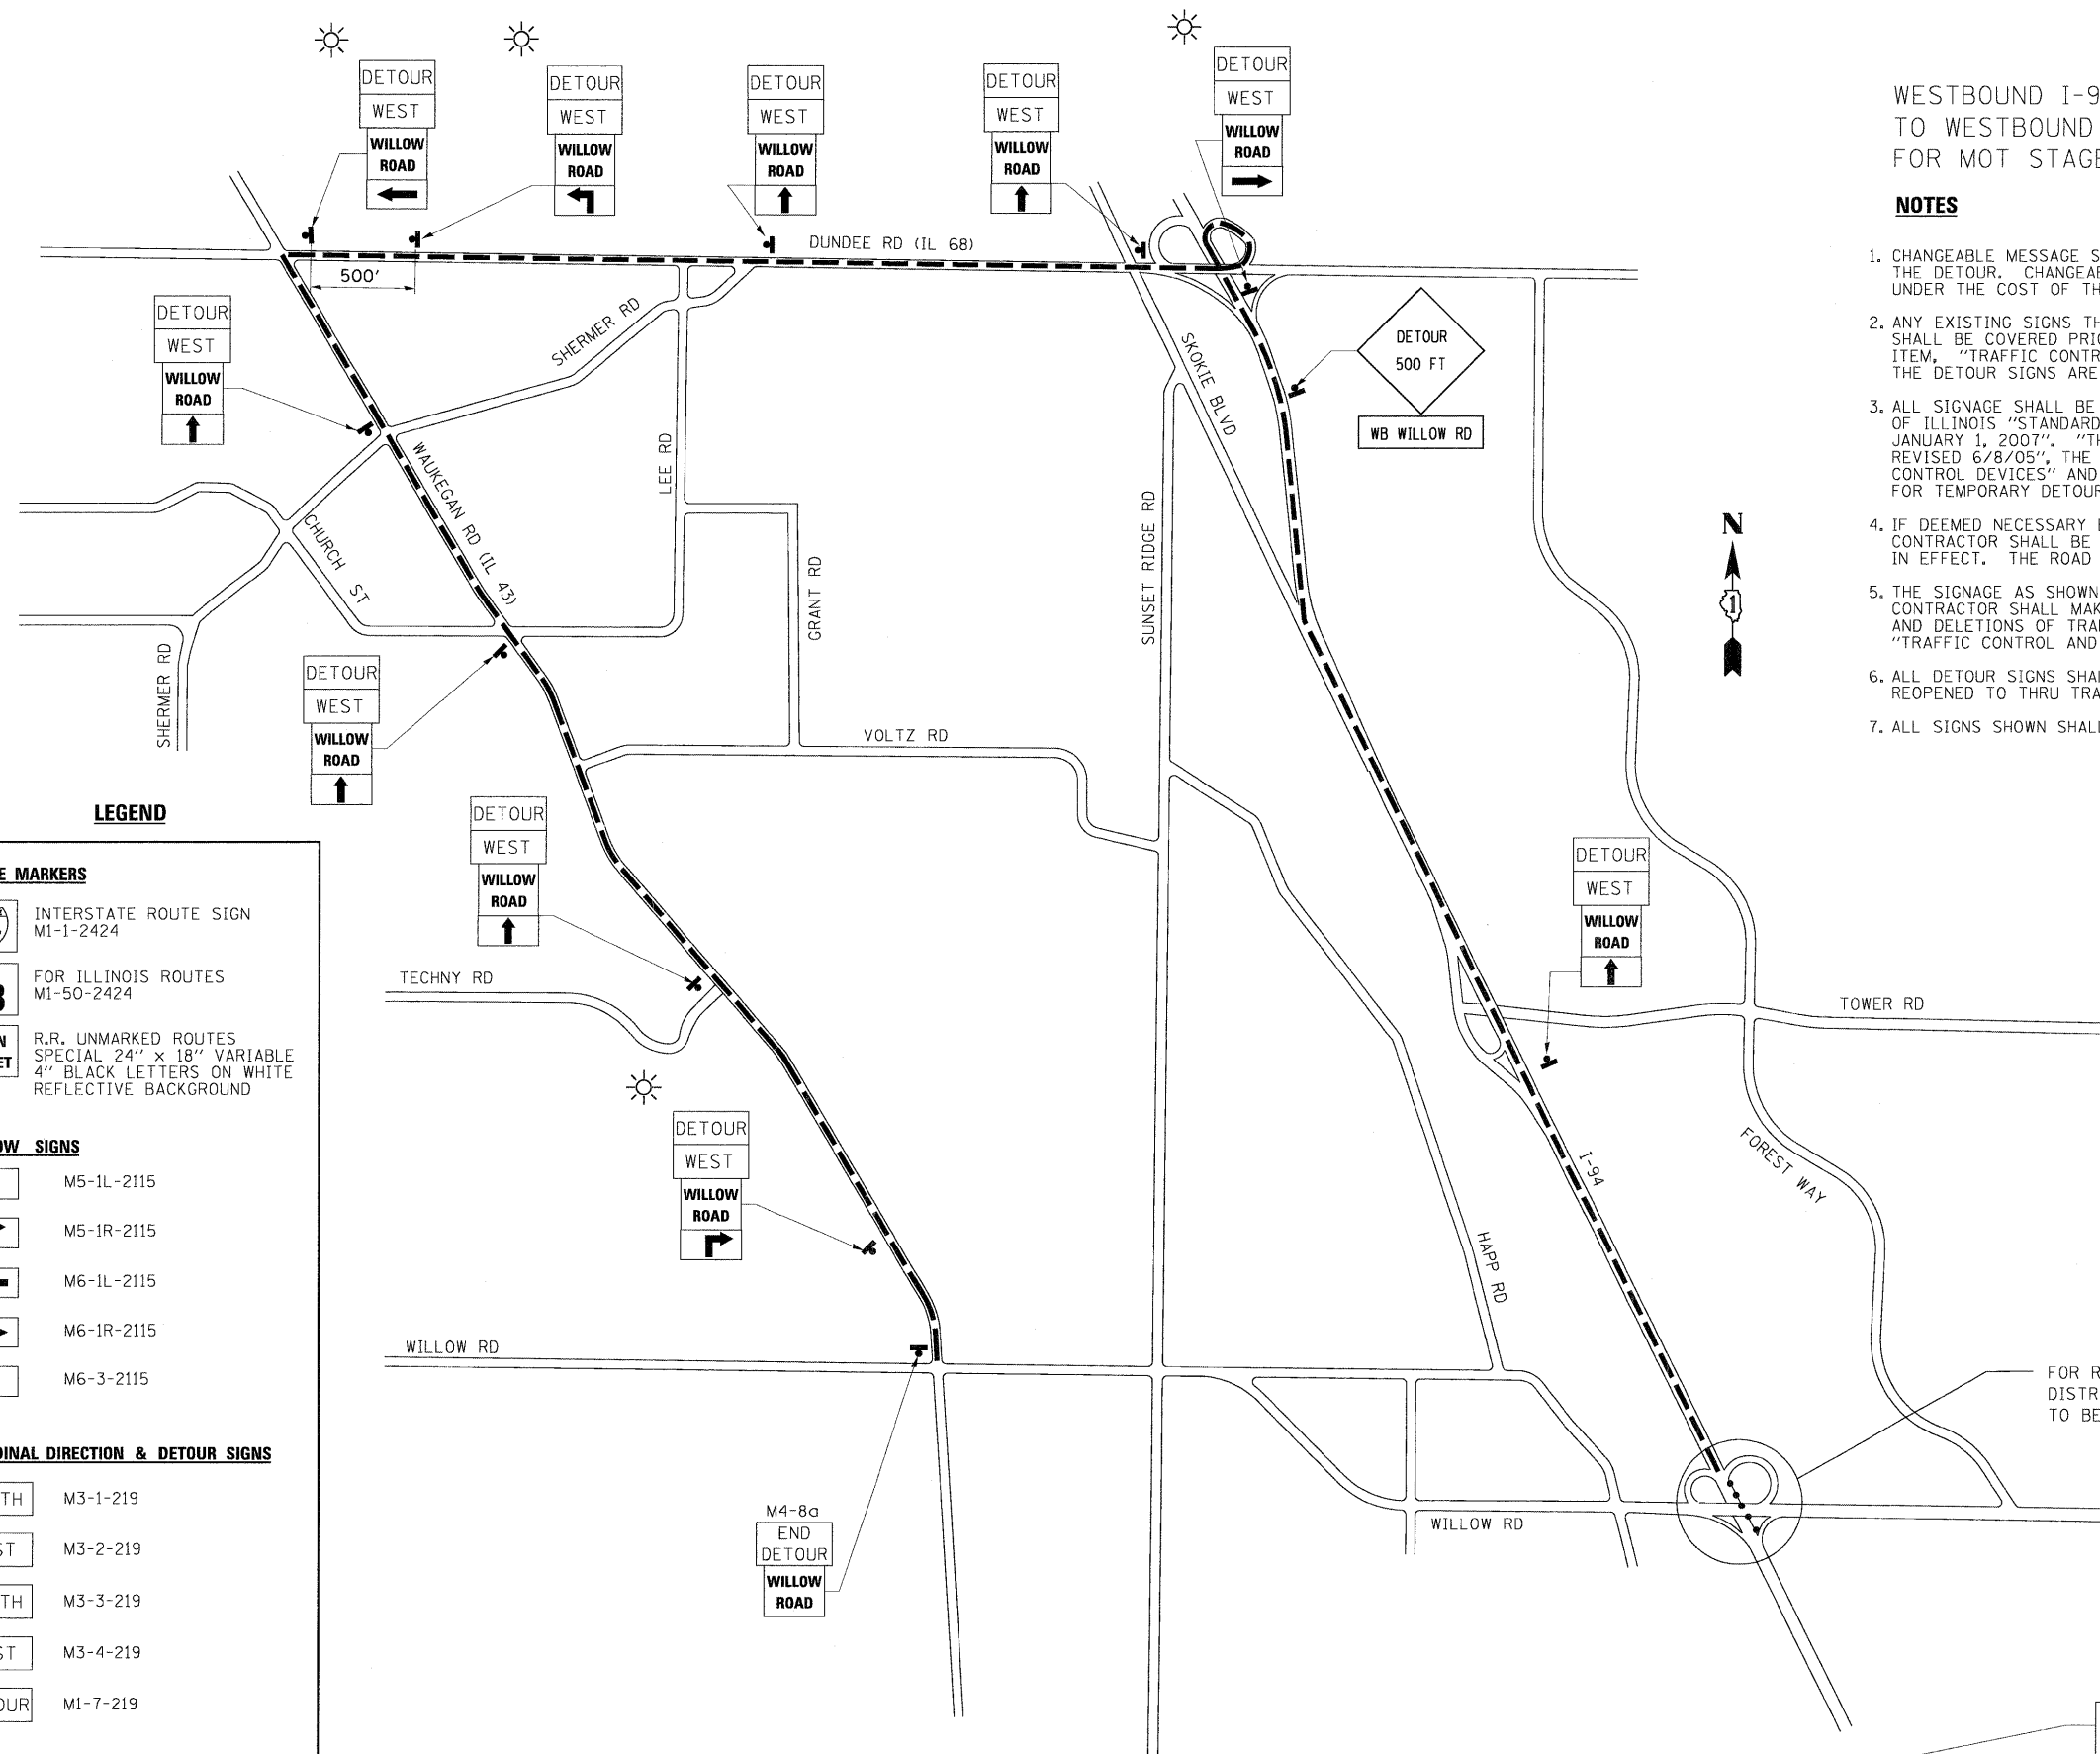 DETOUR
WEST
WILLOW
ROAD
DETOUR
WEST
WILLOW
ROAD
DETOUR
WEST
WILLOW
ROAD
DETOUR
WEST
WILLOW
ROAD
DETOUR
WEST
WILLOW
ROAD
WESTBOUND I-9
TO WESTBOUND
FOR MOT STAGE
NOTES
1. CHANGEABLE MESSAGE S
THE DETOUR. CHANGEAB
UNDER THE COST OF TH
2. ANY EXISTING SIGNS TH
SHALL BE COVERED PRIO
ITEM, "TRAFFIC CONTR
THE DETOUR SIGNS ARE
3. ALL SIGNAGE SHALL BE
OF ILLINOIS "STANDARD
JANUARY 1, 2007". "TH
REVISED 6/8/05", THE
CONTROL DEVICES" AND
FOR TEMPORARY DETOUR
4. IF DEEMED NECESSARY
CONTRACTOR SHALL BE
IN EFFECT. THE ROAD
5. THE SIGNAGE AS SHOWN
CONTRACTOR SHALL MAK
AND DELETIONS OF TRA
"TRAFFIC CONTROL AND
6. ALL DETOUR SIGNS SHAL
REOPENED TO THRU TRA
7. ALL SIGNS SHOWN SHALL
DUNDEE RD (IL 68)
500'
DETOUR
WEST
WILLOW
ROAD
SHERMER RD
SKOKIE BLVD
DETOUR
500 FT
WB WILLOW RD
WAUKEGAN RD (IL 43)
LEE RD
CHURCH ST
GRANT RD
SUNSET RIDGE RD
N
1
SHERMER RD
DETOUR
WEST
WILLOW
ROAD
VOLTZ RD
DETOUR
WEST
WILLOW
ROAD
DETOUR
WEST
WILLOW
ROAD
TECHNY RD
TOWER RD
DETOUR
WEST
WILLOW
ROAD
I-94
FOREST WAY
HAPP RD
WILLOW RD
FOR R
DISTR
TO BE
WILLOW RD
M4-8a
END
DETOUR
WILLOW
ROAD
LEGEND
E MARKERS
INTERSTATE ROUTE SIGN
M1-1-2424
FOR ILLINOIS ROUTES
M1-50-2424
N
ET
R.R. UNMARKED ROUTES
SPECIAL 24" x 18" VARIABLE
4" BLACK LETTERS ON WHITE
REFLECTIVE BACKGROUND
OW SIGNS
M5-1L-2115
M5-1R-2115
M6-1L-2115
M6-1R-2115
M6-3-2115
DINAL DIRECTION & DETOUR SIGNS
TH M3-1-219
ST M3-2-219
TH M3-3-219
ST M3-4-219
OUR M1-7-219